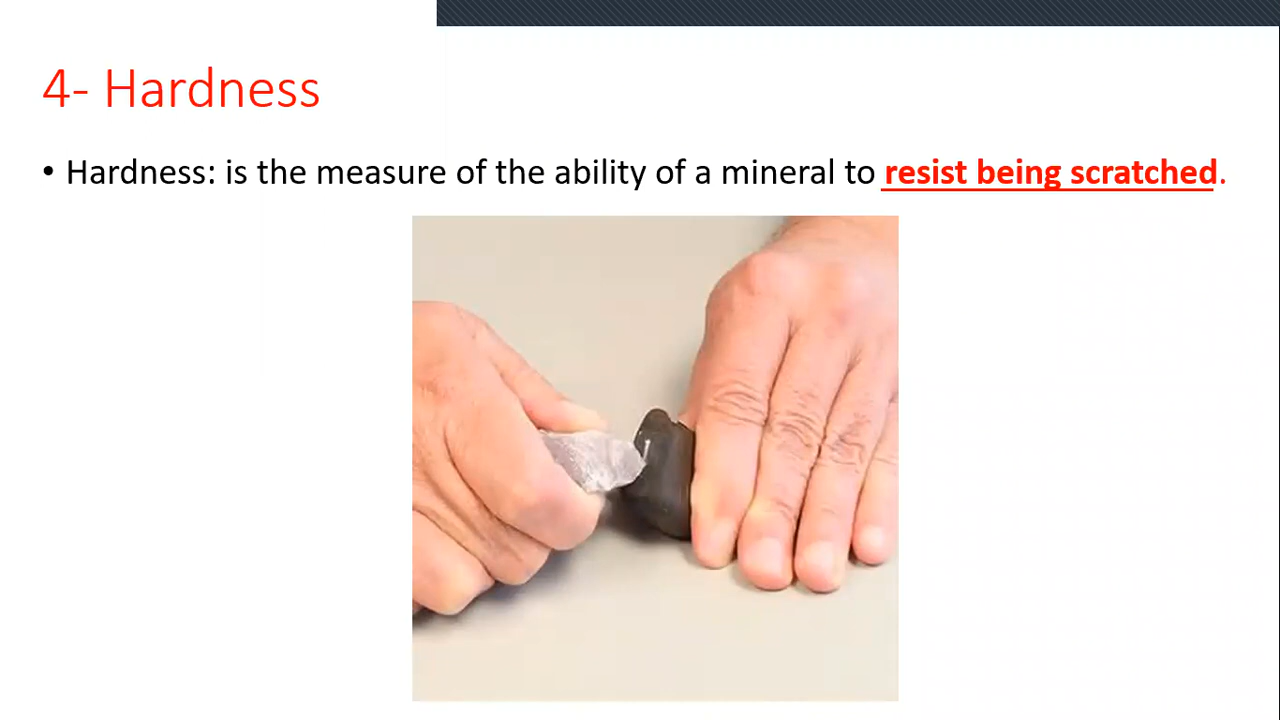 4- Hardness
• Hardness: is the measure of the ability of a mineral to resist being scratched.